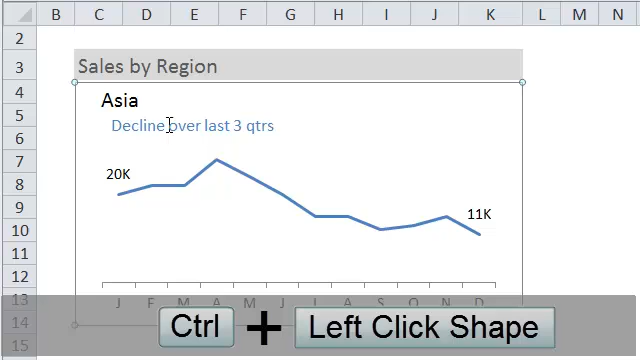 B C D E F G H I J K L M N
2
3 Sales by Region
4 Asia
5 Decline over last 3 qtrs
6
7 20K
8
9 11K
10
11
12
13 J F M A M J J A S O N D
14 Ctrl + Left Click Shape
15